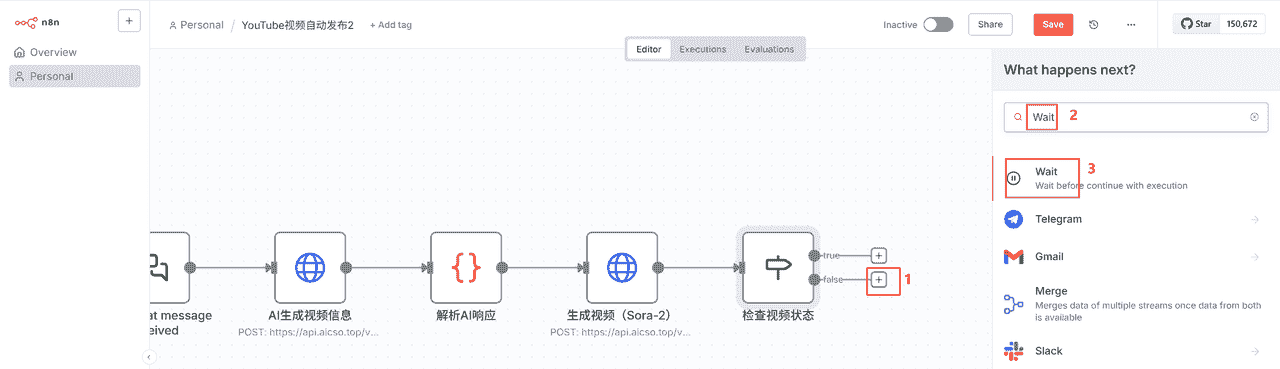 n8n
+
Personal / YouTube视频自动发布2 + Add tag
Inactive
Share
Save
...
Star 150,672
Overview
Personal
Editor Executions Evaluations
What happens next?
Wait
2
Wait
3
Wait before continue with execution
Telegram
Gmail
Merge
Merges data of multiple streams once data from both
is available
Slack
true
+
false
+
1
at message
eived
AI生成视频信息
POST: https://api.aicso.top/v...
{}
解析AI响应
生成视频（Sora-2）
POST: https://api.aicso.top/v...
检查视频状态